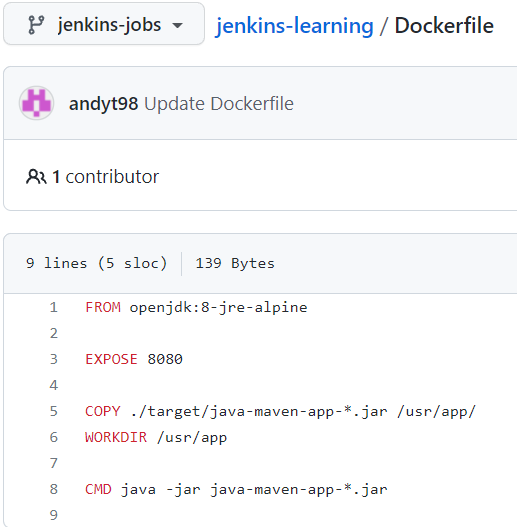 jenkins-jobs jenkins-learning / Dockerfile
andyt98 Update Dockerfile
1 contributor
9 lines (5 sloc) 139 Bytes
1 FROM openjdk:8-jre-alpine
2
3 EXPOSE 8080
4
5 COPY ./target/java-maven-app-*.jar /usr/app/
6 WORKDIR /usr/app
7
8 CMD java -jar java-maven-app-*.jar
9